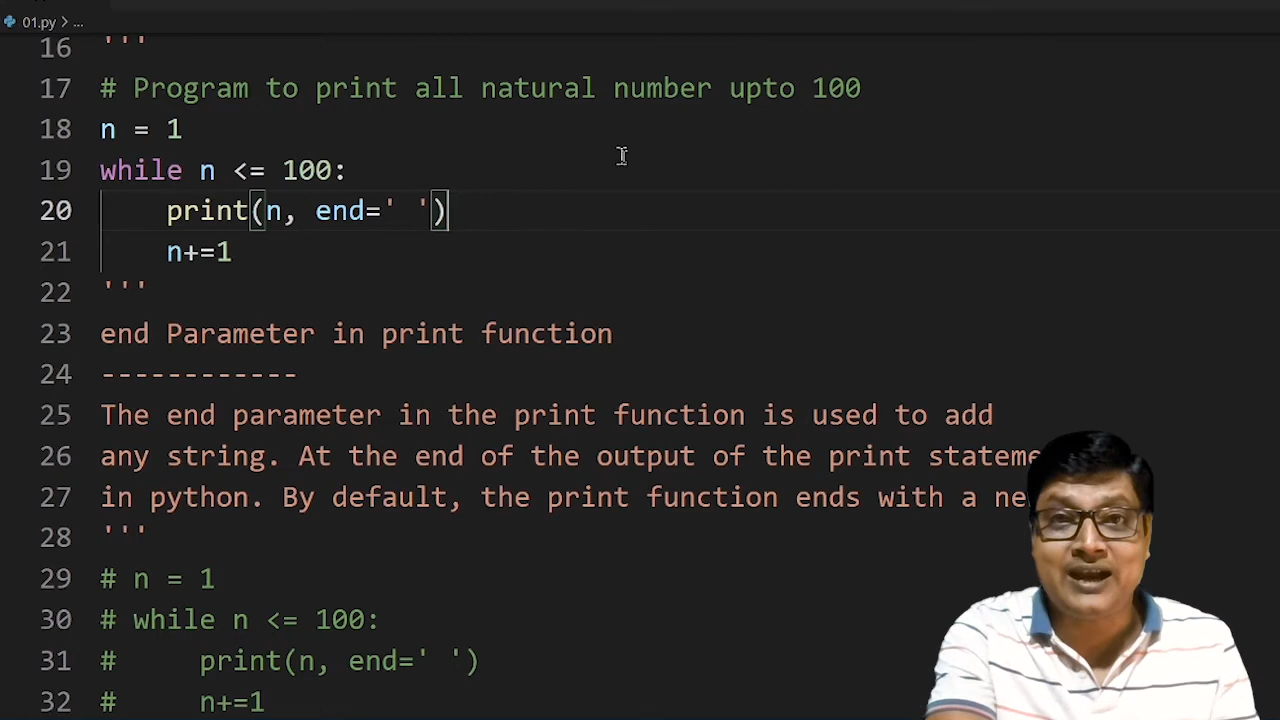 01.py > ...
16 '''
17 # Program to print all natural number upto 100
18 n = 1
19 while n <= 100:
20 print(n, end=' ')
21 n+=1
22 '''
23 end Parameter in print function
24 ------------
25 The end parameter in the print function is used to add
26 any string. At the end of the output of the print
27 in python. By default, the print function ends with a
28 '''
29 # n = 1
30 # while n <= 100:
31 # print(n, end=' ')
32 # n+=1